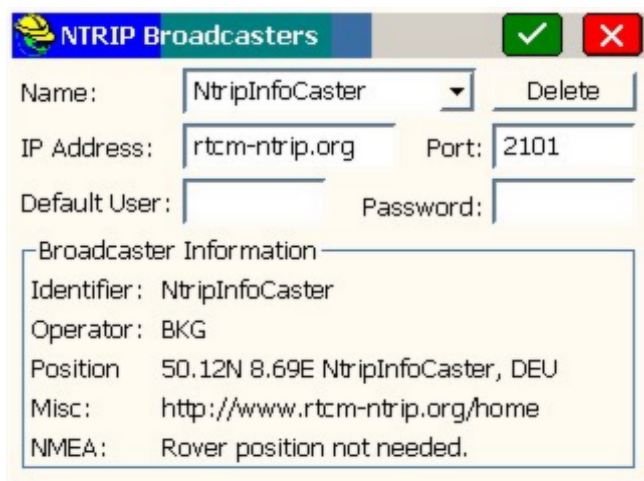 NTRIP Broadcasters
Name: NtripInfoCaster Delete
IP Address: rtcm-ntrip.org Port: 2101
Default User: Password:
Broadcaster Information
Identifier: NtripInfoCaster
Operator: BKG
Position 50.12N 8.69E NtripInfoCaster, DEU
Misc: http://www.rtcm-ntrip.org/home
NMEA: Rover position not needed.